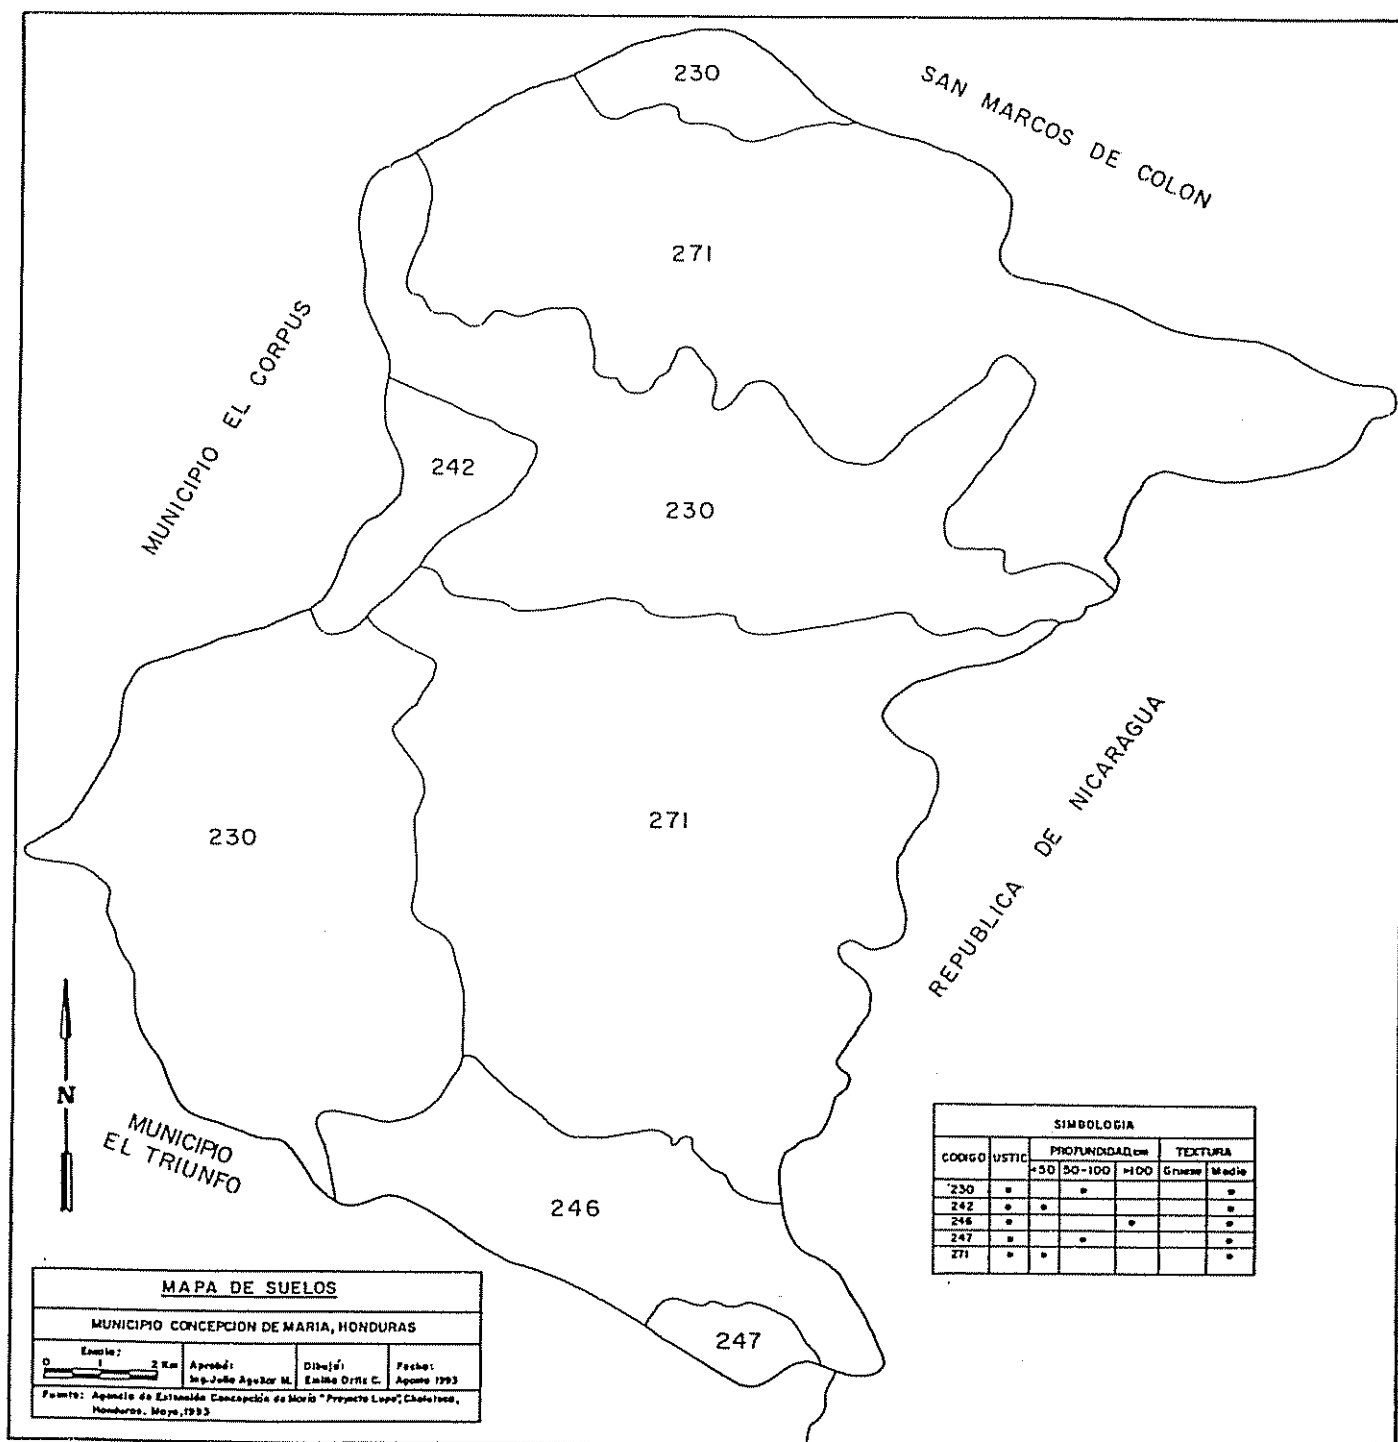 230
SAN MARCOS DE COLON
271
MUNICIPIO EL CORPUS
242
230
REPUBLICA DE NICARAGUA
230
271
N
MUNICIPIO
EL TRIUNFO
246
247
SIMBOLOGIA
CODIGO USTIC PROFUNDIDAD,cm TEXTURA
<50 50-100 >100 Gruesa Media
230 • • •
242 • • •
246 • • •
247 • • •
271 • • •
MAPA DE SUELOS
MUNICIPIO CONCEPCION DE MARIA, HONDURAS
Escala:
0 1 2 Km
Aprobó:
Ing. Julio Aguilar M.
Dibujó:
Emilio Ortiz C.
Fecha:
Agosto 1993
Fuente: Agencia de Extensión Concepción de María "Proyecto Lupe", Choluteca,
Honduras. Mayo, 1993